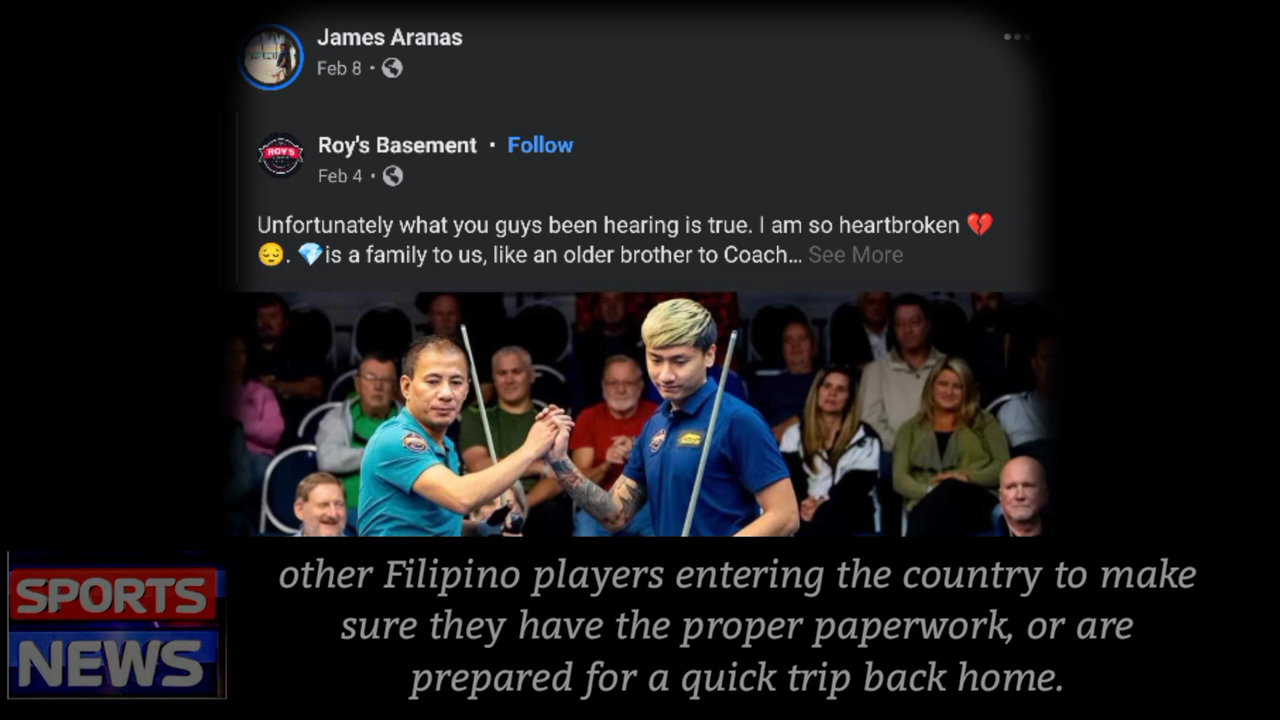 James Aranas
Feb 8 •
ROY'S
Roy's Basement • Follow
Feb 4 •
Unfortunately what you guys been hearing is true. I am so heartbroken 💔
😔. 💎is a family to us, like an older brother to Coach... See More
other Filipino players entering the country to make
sure they have the proper paperwork, or are
prepared for a quick trip back home.
SPORTS
NEWS